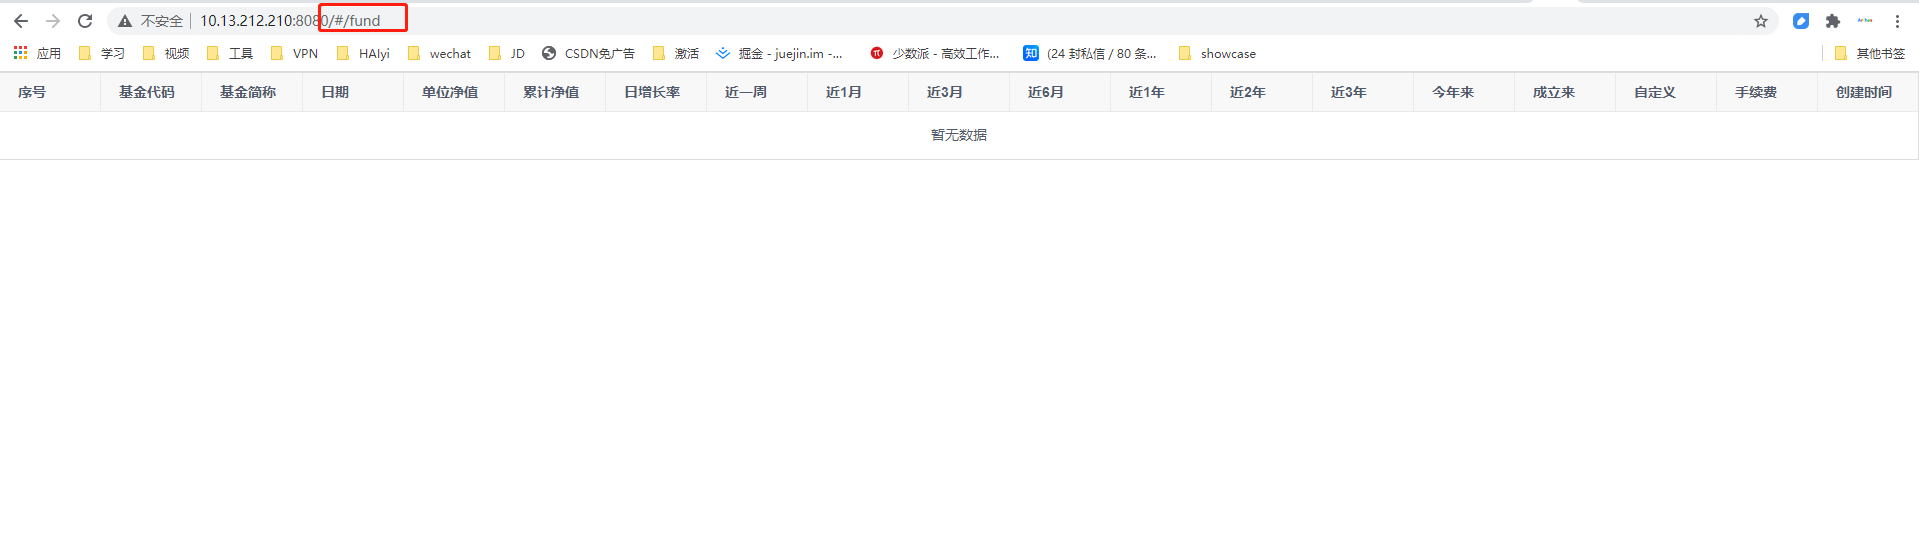 不安全 10.13.212.210:8080/#/fund
应用 学习 视频 工具 VPN HAIyi wechat JD CSDN免广告 激活 掘金 - juejin.im -... 少数派 - 高效工作... 知 (24 封私信 / 80 条... showcase 其他书签
序号 基金代码 基金简称 日期 单位净值 累计净值 日增长率 近一周 近1月 近3月 近6月 近1年 近2年 近3年 今年来 成立来 自定义 手续费 创建时间
暂无数据